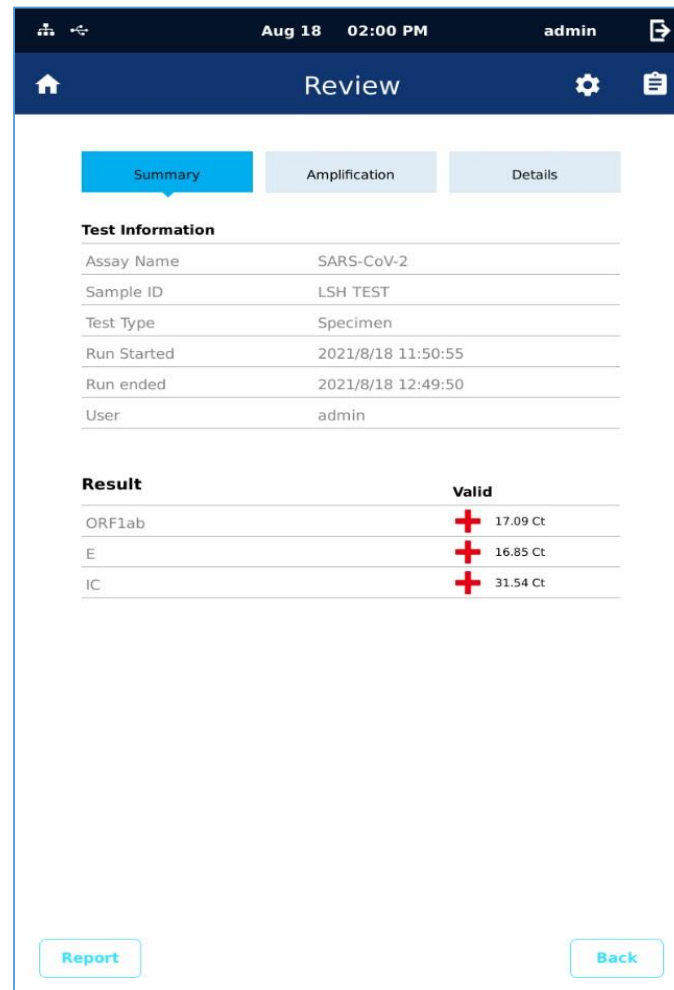 Aug 18 02:00 PM admin
Review
Summary Amplification Details
Test Information
Assay Name SARS-CoV-2
Sample ID LSH TEST
Test Type Specimen
Run Started 2021/8/18 11:50:55
Run ended 2021/8/18 12:49:50
User admin
Result Valid
ORF1ab 17.09 Ct
E 16.85 Ct
IC 31.54 Ct
Report Back